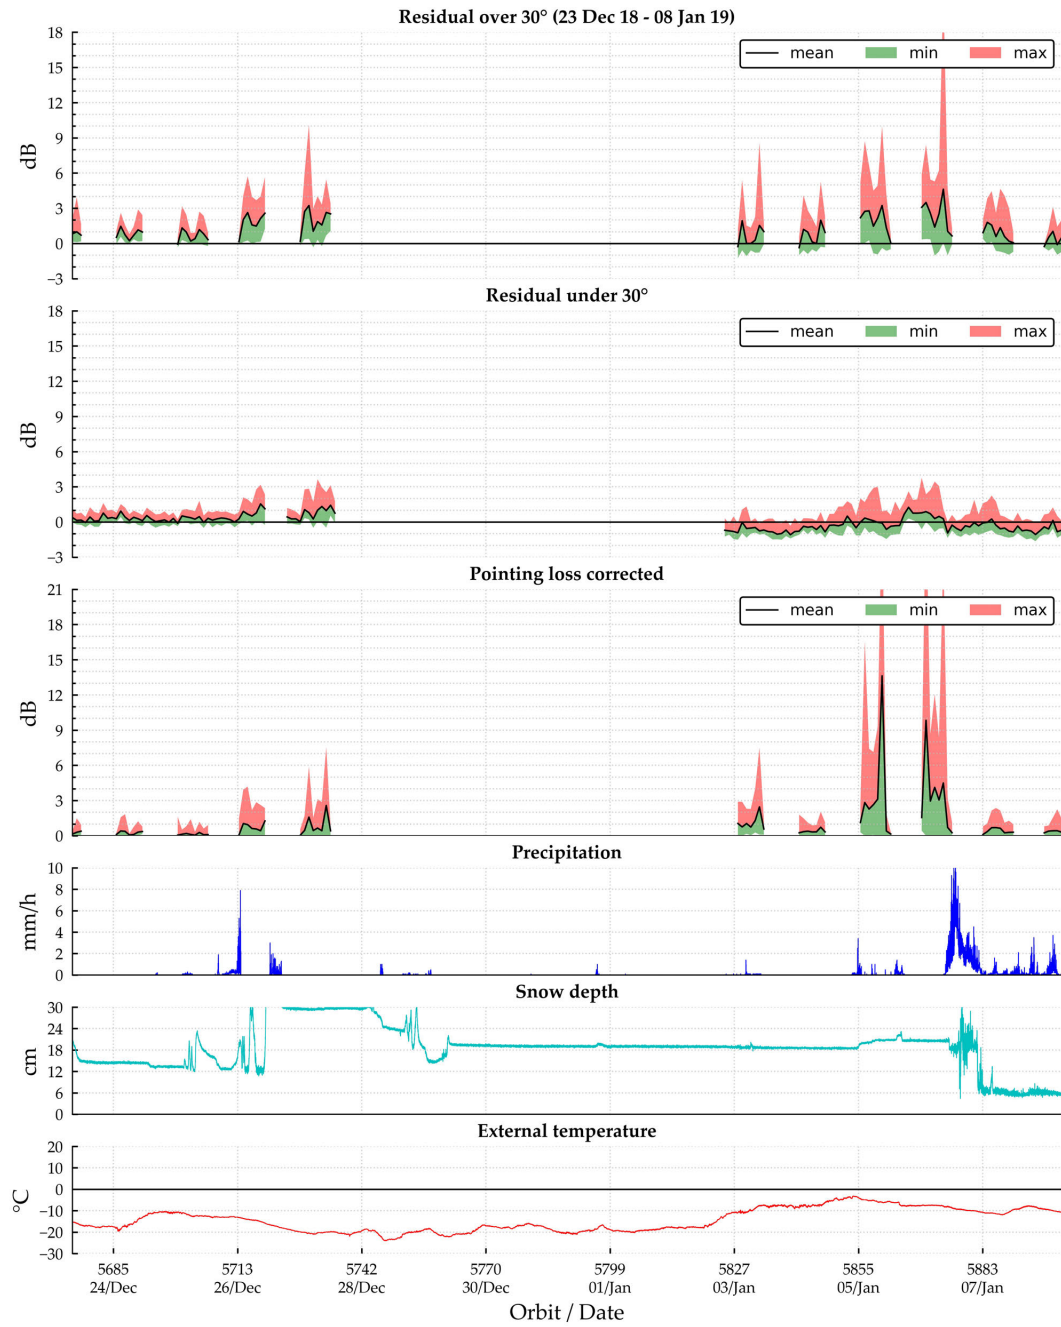 Residual over 30° (23 Dec 18 - 08 Jan 19)
18
15
12
9
6
3
0
−3
dB
mean min max
Residual under 30°
18
15
12
9
6
3
0
−3
dB
mean min max
Pointing loss corrected
21
18
15
12
9
6
3
0
dB
mean min max
Precipitation
10
8
6
4
2
0
mm/h
Snow depth
30
24
18
12
6
0
cm
External temperature
20
20
10
0
−10
−20
−30
°C
5685 5713 5742 5770 5799 5827 5855 5883
24/Dec 26/Dec 28/Dec 30/Dec 01/Jan 03/Jan 05/Jan 07/Jan
Orbit / Date